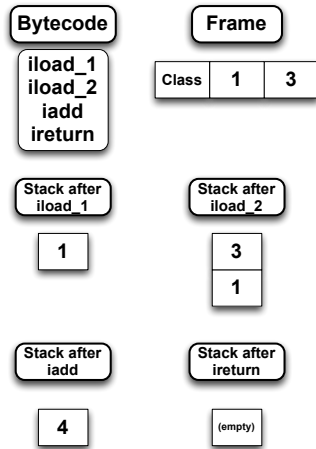 Bytecode
iload_1
iload_2
iadd
ireturn
Frame
Class 1 3
Stack after
iload_1
1
Stack after
iload_2
3
1
Stack after
iadd
4
Stack after
ireturn
(empty)